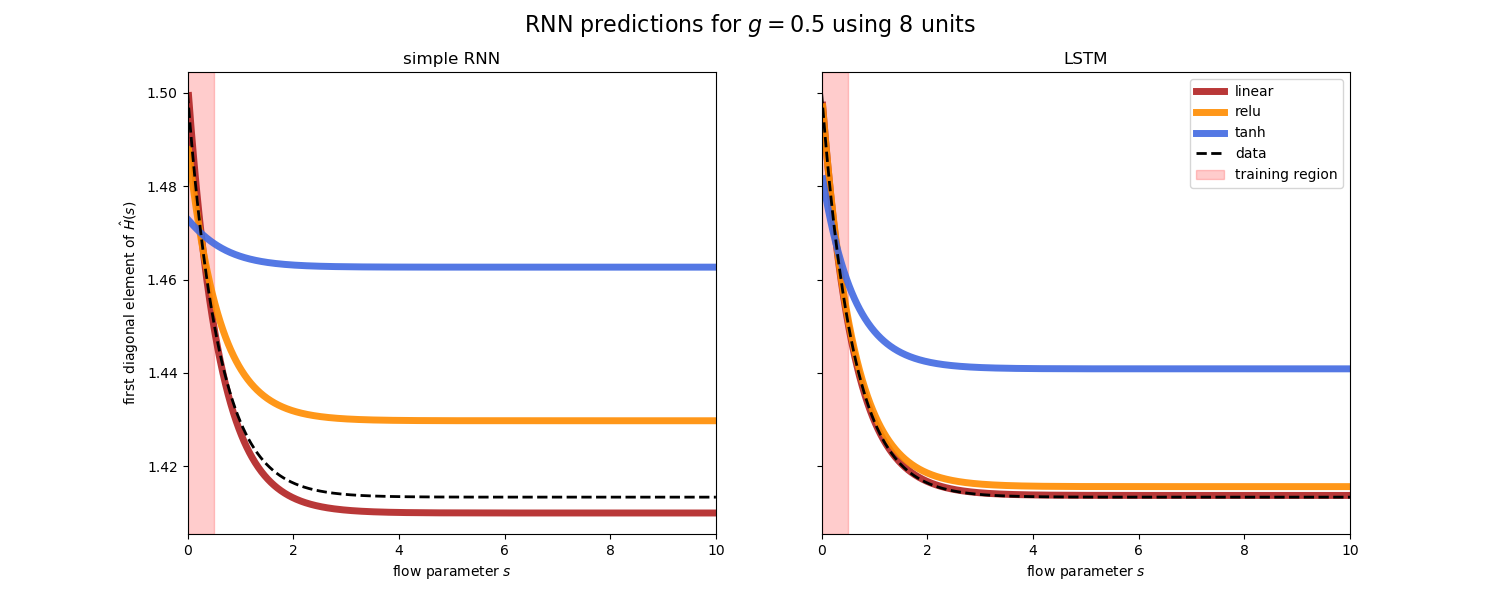 RNN predictions for g = 0.5 using 8 units
simple RNN
LSTM
1.50
1.48
1.46
1.44
1.42
first diagonal element of Ĥ(s)
0 2 4 6 8 10
flow parameter s
0 2 4 6 8 10
flow parameter s
linear
relu
tanh
data
training region